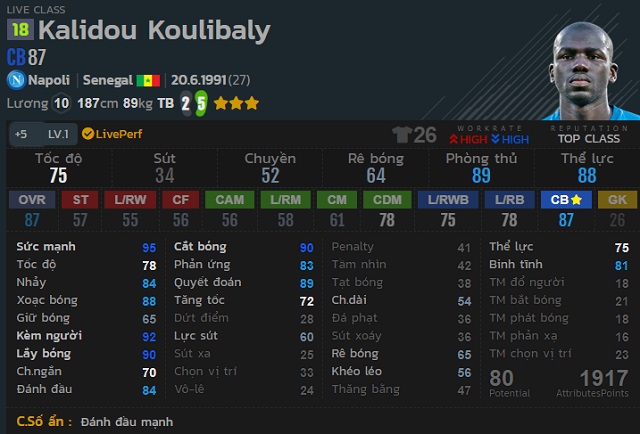 LIVE CLASS
18 Kalidou Koulibaly
CB 87
Napoli | Senegal | 20.6.1991 (27)
Lương 10 187cm 89kg TB 2 5
+5 LV.1 LivePerf 26 WORKRATE HIGH HIGH REPUTATION TOP CLASS
Tốc độ Sút Chuyền Rê bóng Phòng thủ Thể lực
75 34 52 64 89 88
OVR ST L/RW CF CAM L/RM CM CDM L/RWB L/RB CB GK
87 57 55 56 56 58 61 78 75 78 87 26
Sức mạnh 95 Cắt bóng 90 Penalty 41 Thể lực 75
Tốc độ 78 Phản ứng 83 Tầm nhìn 42 Bình tĩnh 81
Nhảy 84 Quyết đoán 89 Tạt bóng 38 TM đổ người 18
Xoạc bóng 88 Tăng tốc 72 Ch.dài 54 TM bắt bóng 21
Giữ bóng 65 Dứt điểm 28 Đá phạt 36 TM phát bóng 18
Kèm người 92 Lực sút 60 Sút xoáy 36 TM phản xạ 16
Lấy bóng 90 Sút xa 25 Rê bóng 65 TM chọn vị trí 23
Ch.ngắn 70 Chọn vị trí 33 Khéo léo 56
Đánh đầu 84 Vô-lê 24 Thăng bằng 47
80 Potential 1917 AttributesPoints
C.Số ẩn : Đánh đầu mạnh